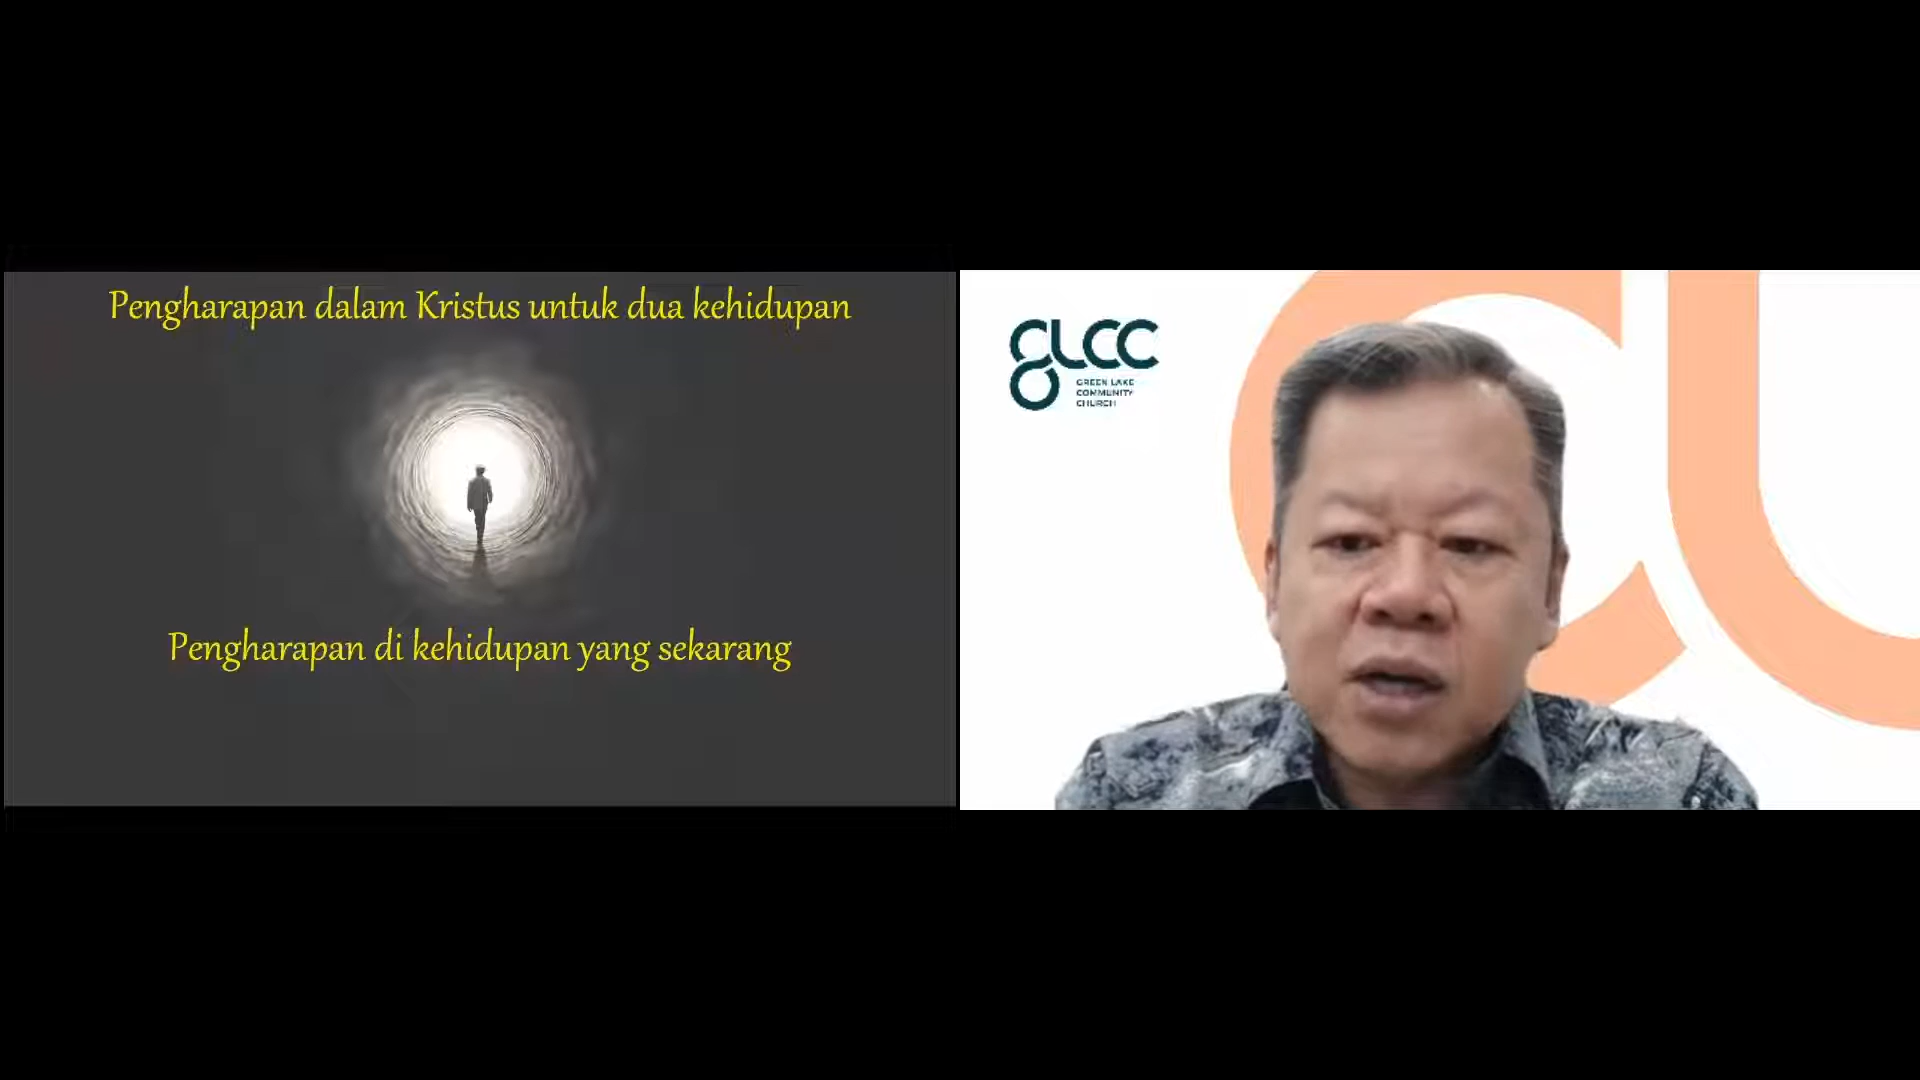 Pengharapan dalam Kristus untuk dua kehidupan
Pengharapan di kehidupan yang sekarang
GLCC
GREEN LAKE
COMMUNITY
CHURCH